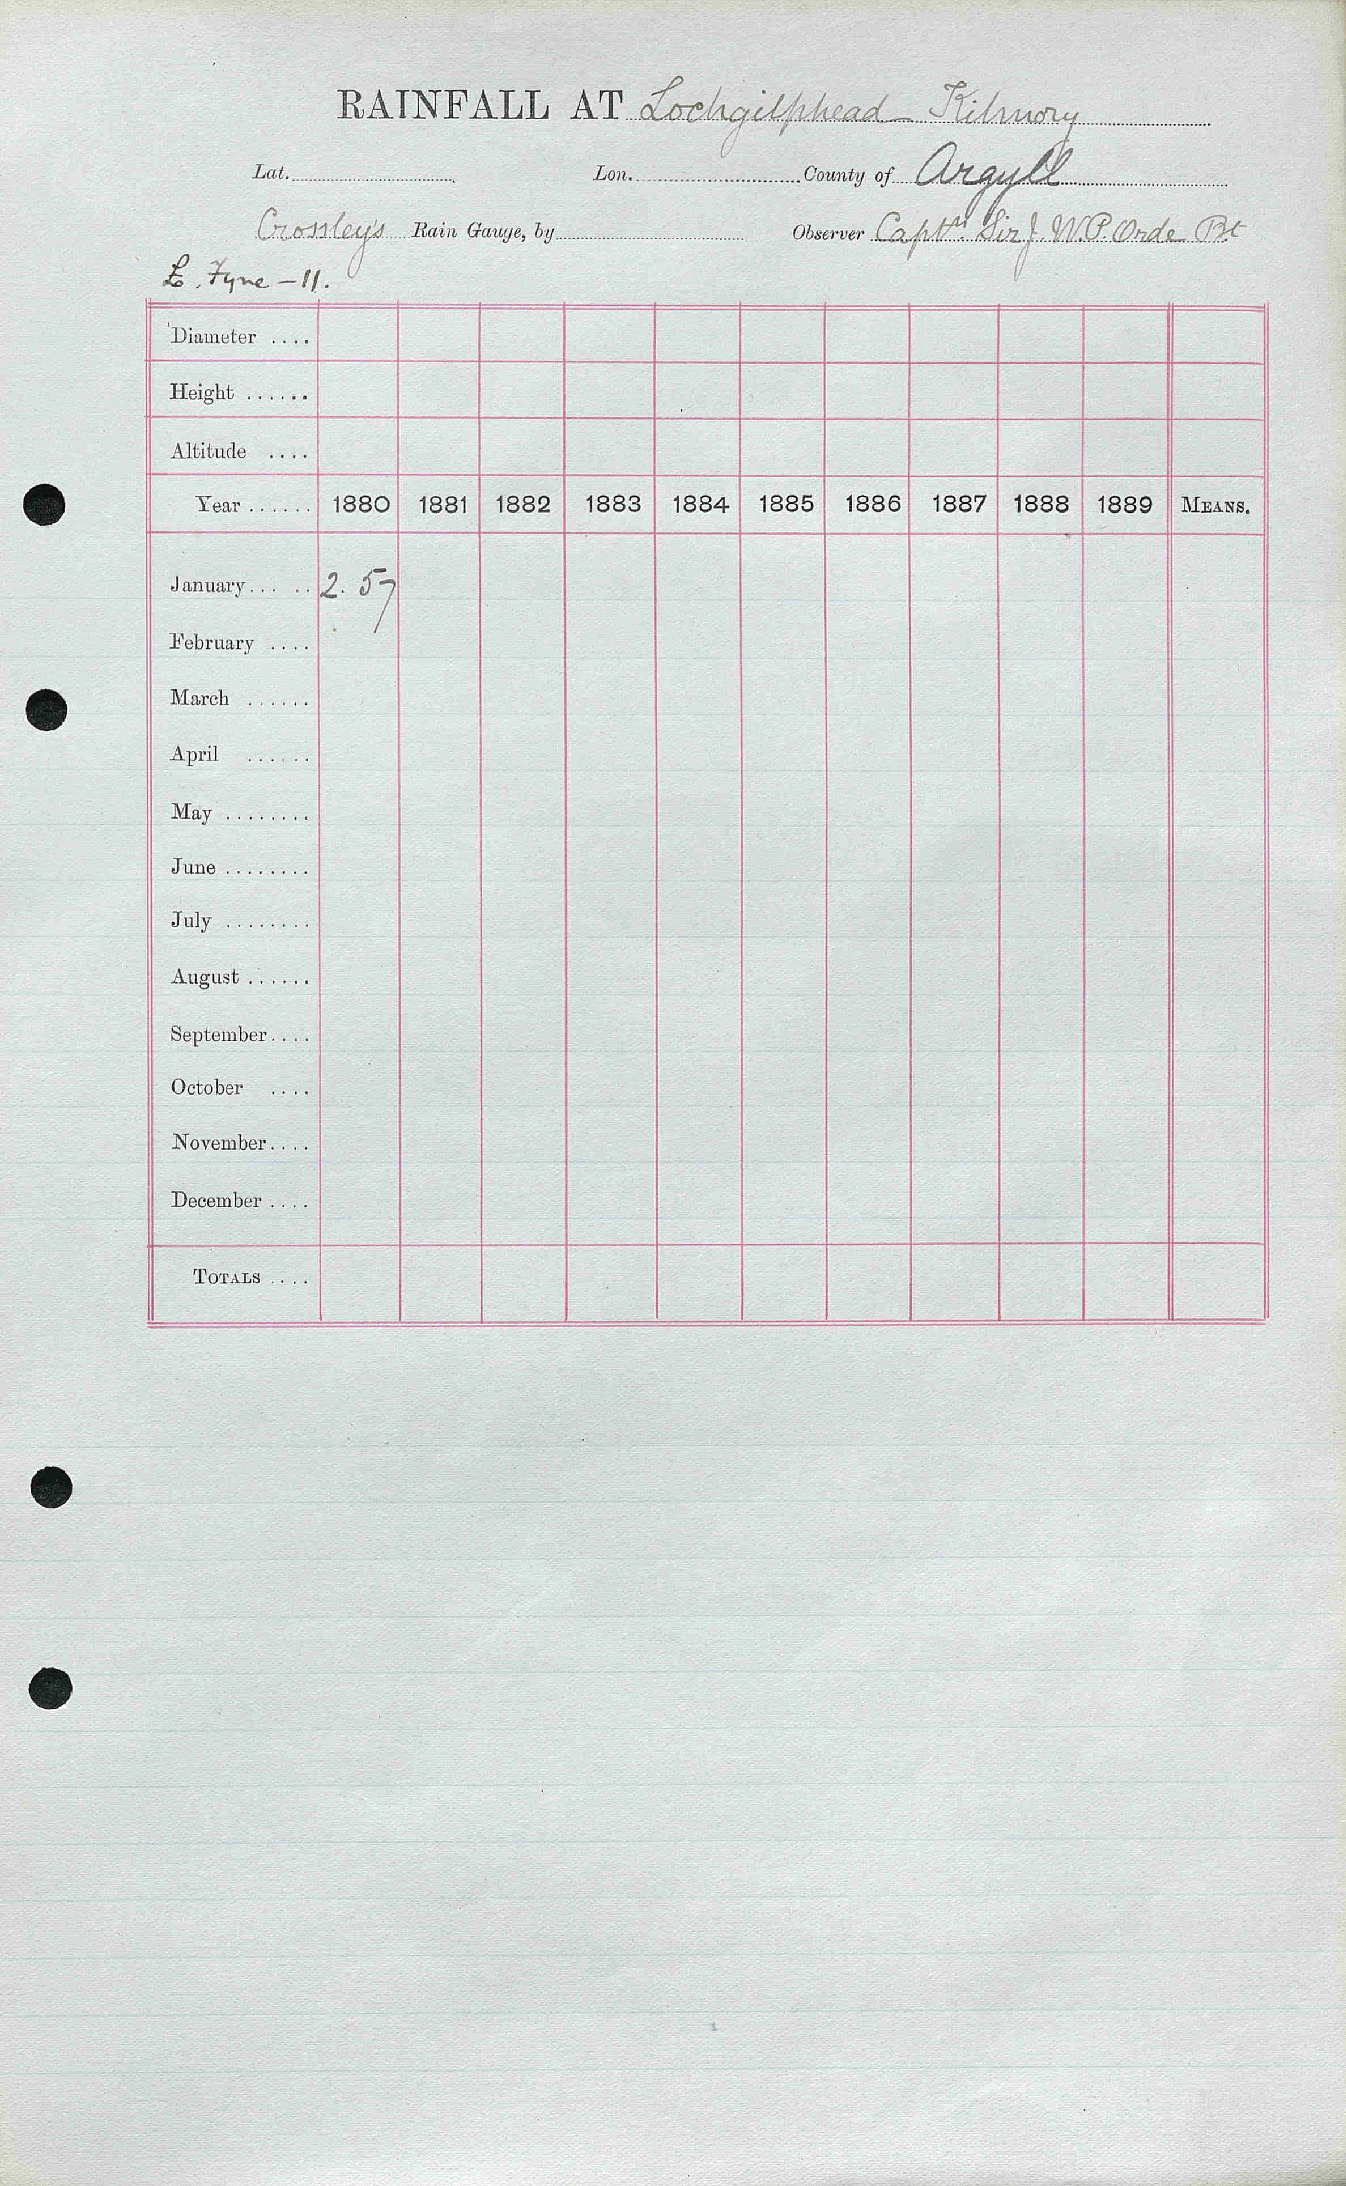 RAINFALL AT Lochgilphead – Kilmory
Lat. Lon. County of Argyll
Crossley's Rain Gauge, by Observer Captn. Sir J. W. P. Orde Bt
L. Fyne – 11.
Diameter ....
Height ......
Altitude ....
Year ...... 1880 1881 1882 1883 1884 1885 1886 1887 1888 1889 MEANS.
January... .. 2.57
February ....
March ......
April ......
May ........
June ........
July ........
August ......
September....
October ....
November....
December ....
TOTALS ....